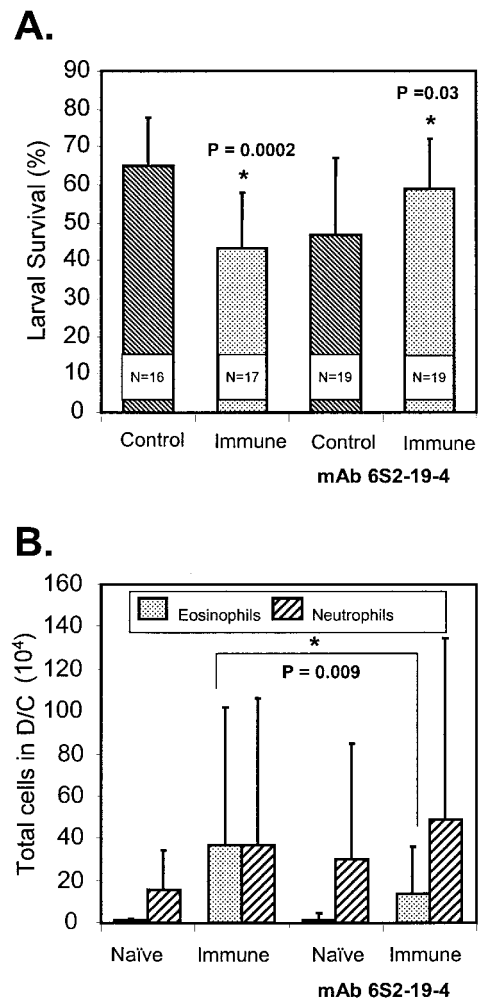 A.
Larval Survival (%)
90
80
70
60
50
40
30
20
10
0
P = 0.0002
*
P =0.03
*
N=16
N=17
N=19
N=19
Control
Immune
Control
Immune
mAb 6S2-19-4
B.
Total cells in D/C (10⁴)
160
140
120
100
80
60
40
20
0
Eosinophils
Neutrophils
*
P = 0.009
Naïve
Immune
Naïve
Immune
mAb 6S2-19-4